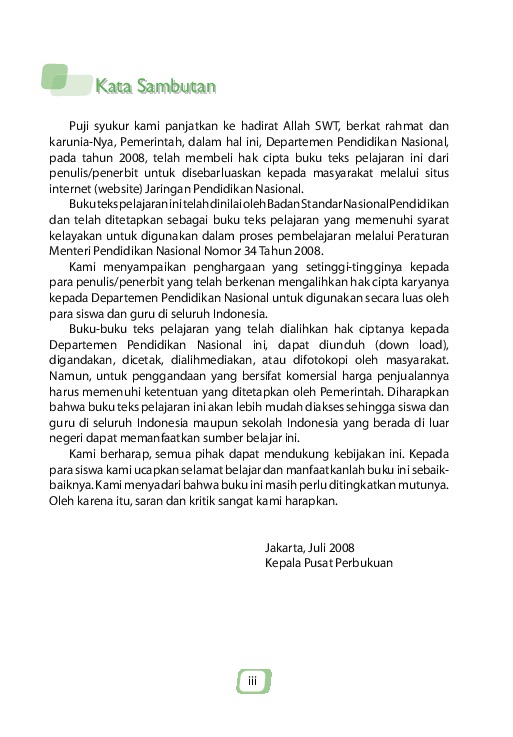 Kata Sambutan
Puji syukur kami panjatkan ke hadirat Allah SWT, berkat rahmat dan
karunia-Nya, Pemerintah, dalam hal ini, Departemen Pendidikan Nasional,
pada tahun 2008, telah membeli hak cipta buku teks pelajaran ini dari
penulis/penerbit untuk disebarluaskan kepada masyarakat melalui situs
internet (website) Jaringan Pendidikan Nasional.
Buku teks pelajaran ini telah dinilai oleh Badan Standar Nasional Pendidikan
dan telah ditetapkan sebagai buku teks pelajaran yang memenuhi syarat
kelayakan untuk digunakan dalam proses pembelajaran melalui Peraturan
Menteri Pendidikan Nasional Nomor 34 Tahun 2008.
Kami menyampaikan penghargaan yang setinggi-tingginya kepada
para penulis/penerbit yang telah berkenan mengalihkan hak cipta karyanya
kepada Departemen Pendidikan Nasional untuk digunakan secara luas oleh
para siswa dan guru di seluruh Indonesia.
Buku-buku teks pelajaran yang telah dialihkan hak ciptanya kepada
Departemen Pendidikan Nasional ini, dapat diunduh (down load),
digandakan, dicetak, dialihmediakan, atau difotokopi oleh masyarakat.
Namun, untuk penggandaan yang bersifat komersial harga penjualannya
harus memenuhi ketentuan yang ditetapkan oleh Pemerintah. Diharapkan
bahwa buku teks pelajaran ini akan lebih mudah diakses sehingga siswa dan
guru di seluruh Indonesia maupun sekolah Indonesia yang berada di luar
negeri dapat memanfaatkan sumber belajar ini.
Kami berharap, semua pihak dapat mendukung kebijakan ini. Kepada
para siswa kami ucapkan selamat belajar dan manfaatkanlah buku ini sebaik-
baiknya. Kami menyadari bahwa buku ini masih perlu ditingkatkan mutunya.
Oleh karena itu, saran dan kritik sangat kami harapkan.
Jakarta, Juli 2008
Kepala Pusat Perbukuan
iii